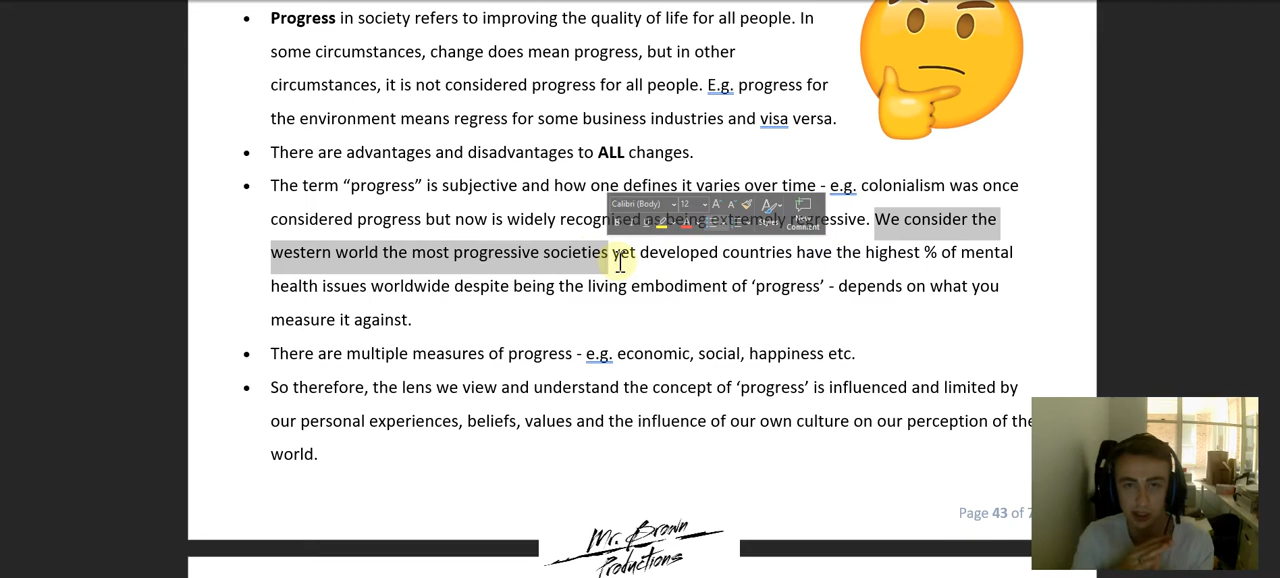 Progress in society refers to improving the quality of life for all people. In
some circumstances, change does mean progress, but in other
circumstances, it is not considered progress for all people. E.g. progress for
the environment means regress for some business industries and visa versa.
There are advantages and disadvantages to ALL changes.
The term “progress” is subjective and how one defines it varies over time - e.g. colonialism was once
Calibri (Body) 12
considered progress but now is widely recognised as being extremely regressive. We consider the
Styles New Comment
western world the most progressive societies yet developed countries have the highest % of mental
health issues worldwide despite being the living embodiment of ‘progress’ - depends on what you
measure it against.
There are multiple measures of progress - e.g. economic, social, happiness etc.
So therefore, the lens we view and understand the concept of ‘progress’ is influenced and limited by
our personal experiences, beliefs, values and the influence of our own culture on our perception of the
world.
Page 43 of 7
Mr. Brown
Productions